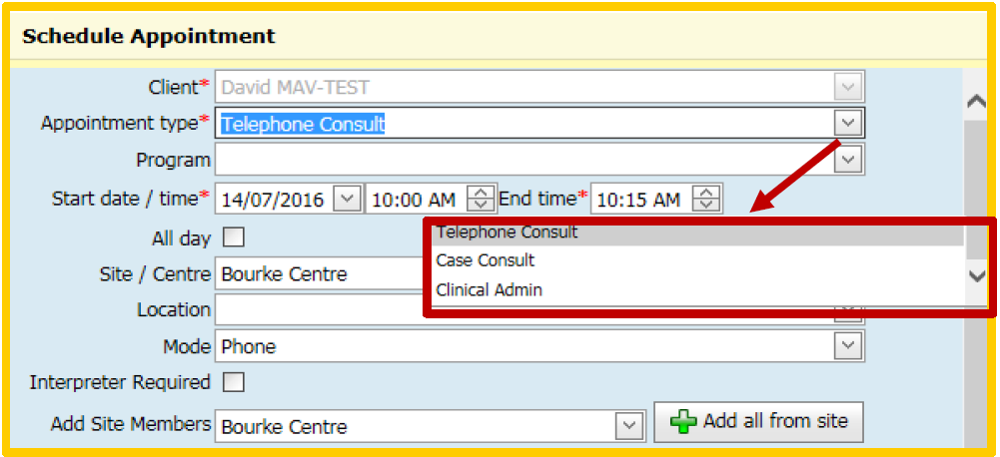 Schedule Appointment
Client* David MAV-TEST
Appointment type* Telephone Consult
Program
Start date / time* 14/07/2016 10:00 AM End time* 10:15 AM
All day
Telephone Consult
Case Consult
Clinical Admin
Site / Centre Bourke Centre
Location
Mode Phone
Interpreter Required
Add Site Members Bourke Centre Add all from site